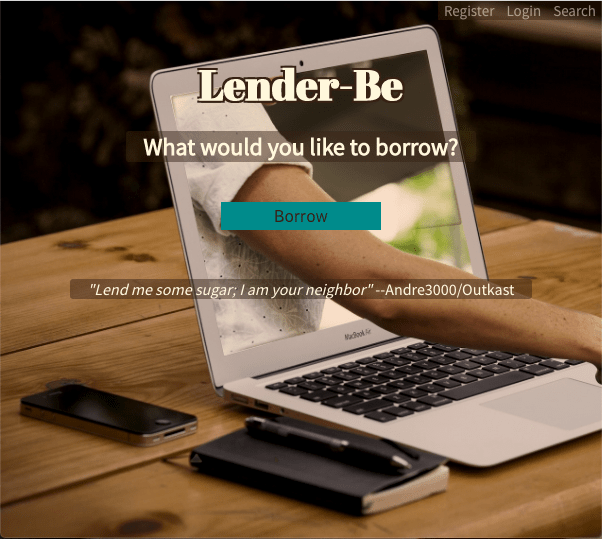 Register Login Search
Lender-Be
What would you like to borrow?
Borrow
"Lend me some sugar; I am your neighbor" --Andre3000/Outkast
MacBook Air